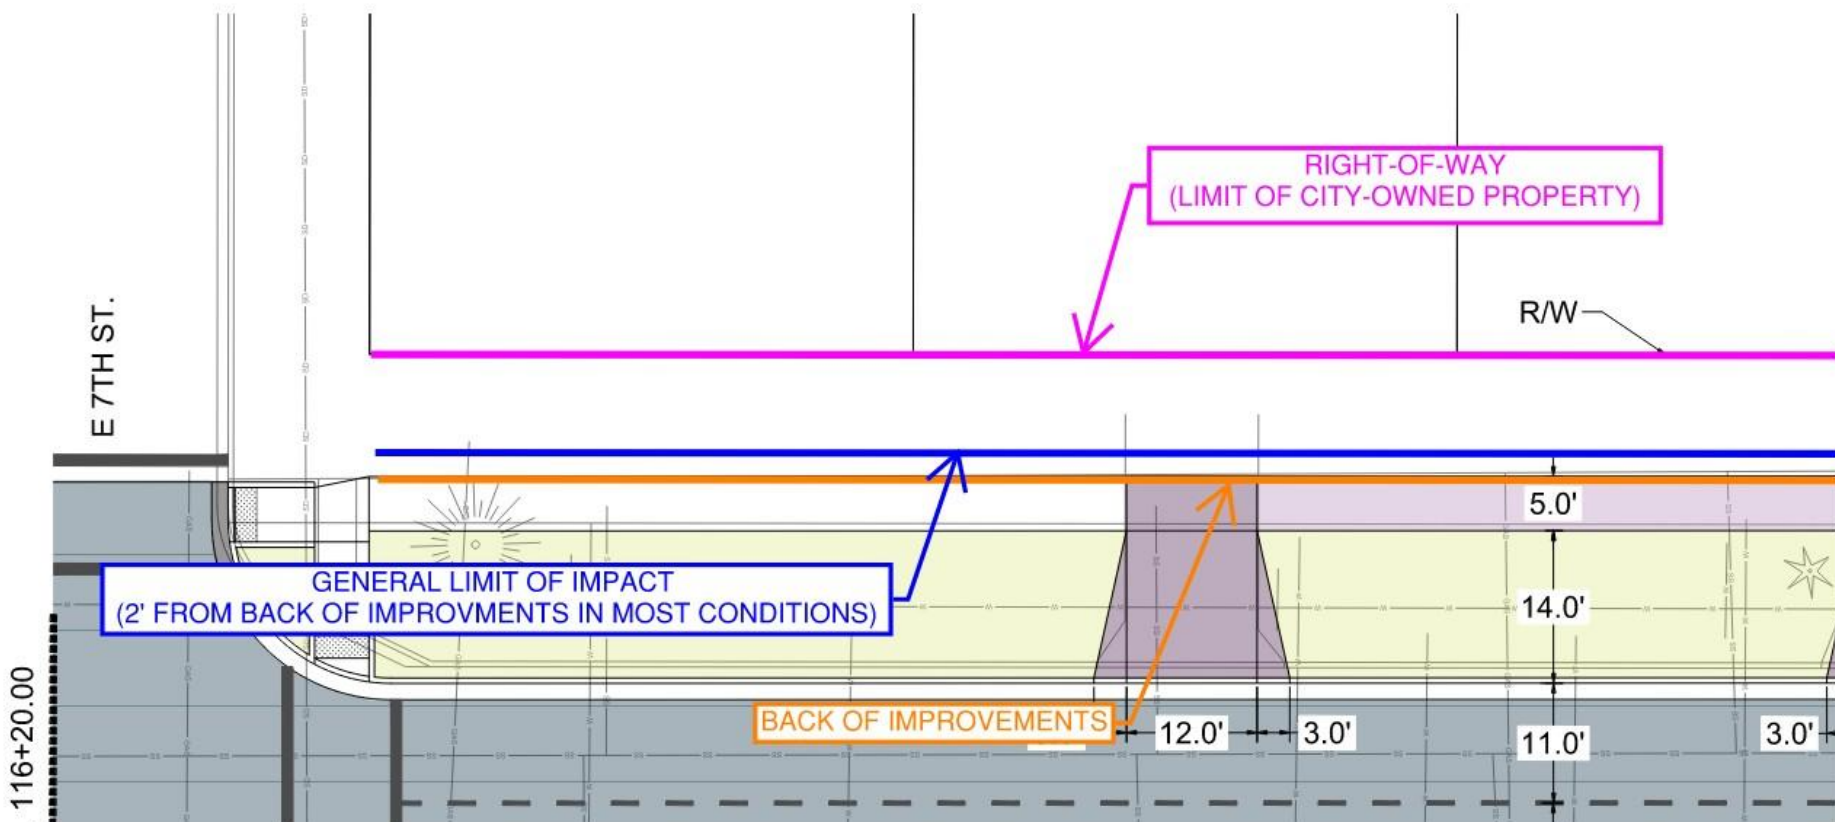 RIGHT-OF-WAY
(LIMIT OF CITY-OWNED PROPERTY)
R/W
E 7TH ST.
5.0'
GENERAL LIMIT OF IMPACT
(2' FROM BACK OF IMPROVMENTS IN MOST CONDITIONS)
14.0'
116+20.00
BACK OF IMPROVEMENTS
12.0'
3.0'
11.0'
3.0'